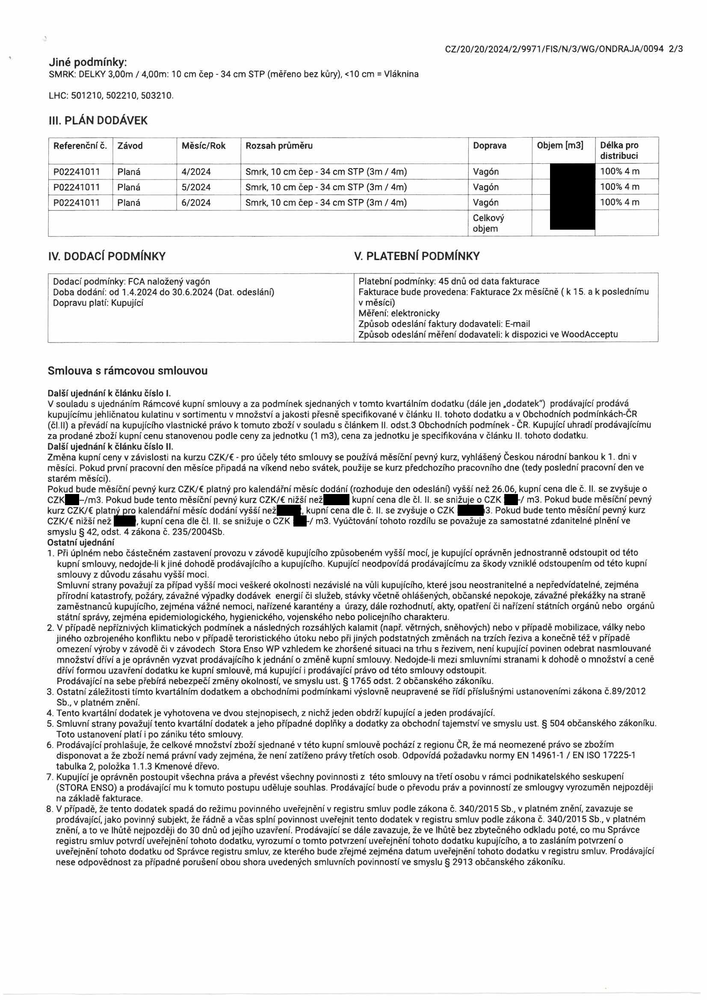 CZ/20/20/2024/2/9971/FIS/N/3/WG/ONDRAJA/0094 2/3
Jiné podmínky:
SMRK: DELKY 3,00m / 4,00m: 10 cm čep - 34 cm STP (měřeno bez kůry), <10 cm = Vláknina
LHC: 501210, 502210, 503210.
III. PLÁN DODÁVEK
Referenční č. Závod Měsíc/Rok Rozsah průměru Doprava Objem [m3] Délka pro
distribuci
P02241011 Planá 4/2024 Smrk, 10 cm čep - 34 cm STP (3m / 4m) Vagón 100% 4 m
P02241011 Planá 5/2024 Smrk, 10 cm čep - 34 cm STP (3m / 4m) Vagón 100% 4 m
P02241011 Planá 6/2024 Smrk, 10 cm čep - 34 cm STP (3m / 4m) Vagón 100% 4 m
Celkový
objem
IV. DODACÍ PODMÍNKY
Dodací podmínky: FCA naložený vagón
Doba dodání: od 1.4.2024 do 30.6.2024 (Dat. odeslání)
Dopravu platí: Kupující
V. PLATEBNÍ PODMÍNKY
Platební podmínky: 45 dnů od data fakturace
Fakturace bude provedena: Fakturace 2x měsíčně ( k 15. a k poslednímu
v měsíci)
Měření: elektronicky
Způsob odeslání faktury dodavateli: E-mail
Způsob odeslání měření dodavateli: k dispozici ve WoodAcceptu
Smlouva s rámcovou smlouvou
Další ujednání k článku číslo I.
V souladu s ujednáním Rámcové kupní smlouvy a za podmínek sjednaných v tomto kvartálním dodatku (dále jen „dodatek“) prodávající prodává
kupujícímu jehličnatou kulatinu v sortimentu v množství a jakosti přesně specifikované v článku II. tohoto dodatku a v Obchodních podmínkách-ČR
(čl.II) a převádí na kupujícího vlastnické právo k tomuto zboží v souladu s článkem II. odst.3 Obchodních podmínek - ČR. Kupující uhradí prodávajícímu
za prodané zboží kupní cenu stanovenou podle ceny za jednotku (1 m3), cena za jednotku je specifikována v článku II. tohoto dodatku.
Další ujednání k článku číslo II.
Změna kupní ceny v závislosti na kurzu CZK/€ - pro účely této smlouvy se používá měsíční pevný kurz, vyhlášený Českou národní bankou k 1. dni v
měsíci. Pokud první pracovní den měsíce připadá na víkend nebo svátek, použije se kurz předchozího pracovního dne (tedy poslední pracovní den ve
starém měsíci).
Pokud bude měsíční pevný kurz CZK/€ platný pro kalendářní měsíc dodání (rozhoduje den odeslání) vyšší než 26.06, kupní cena dle č. II. se zvyšuje o
CZK –/m3. Pokud bude tento měsíční pevný kurz CZK/€ nižší než kupní cena dle čl. II. se snižuje o CZK -/ m3. Pokud bude měsíční pevný
kurz CZK/€ platný pro kalendářní měsíc dodání vyšší než , kupní cena dle č. II. se zvyšuje o CZK 3. Pokud bude tento měsíční pevný kurz
CZK/€ nižší než , kupní cena dle čl. II. se snižuje o CZK -/ m3. Vyúčtování tohoto rozdílu se považuje za samostatné zdanitelné plnění ve
smyslu § 42, odst. 4 zákona č. 235/2004Sb.
Ostatní ujednání
1. Při úplném nebo částečném zastavení provozu v závodě kupujícího způsobeném vyšší mocí, je kupující oprávněn jednostranně odstoupit od této
kupní smlouvy, nedojde-li k jiné dohodě prodávajícího a kupujícího. Kupující neodpovídá prodávajícímu za škody vzniklé odstoupením od této kupní
smlouvy z důvodu zásahu vyšší moci.
Smluvní strany považují za případ vyšší moci veškeré okolnosti nezávislé na vůli kupujícího, které jsou neostranitelné a nepředvídatelné, zejména
přírodní katastrofy, požáry, závažné výpadky dodávek energií či služeb, stávky včetně ohlášených, občanské nepokoje, závažné překážky na straně
zaměstnanců kupujícího, zejména vážné nemoci, nařízené karantény a úrazy, dále rozhodnutí, akty, opatření či nařízení státních orgánů nebo orgánů
státní správy, zejména epidemiologického, hygienického, vojenského nebo policejního charakteru.
2. V případě nepříznivých klimatických podmínek a následných rozsáhlých kalamit (např. větrných, sněhových) nebo v případě mobilizace, války nebo
jiného ozbrojeného konfliktu nebo v případě teroristického útoku nebo při jiných podstatných změnách na trzích řeziva a konečně též v případě
omezení výroby v závodě či v závodech Stora Enso WP vzhledem ke zhoršené situaci na trhu s řezivem, není kupující povinen odebrat nasmlouvané
množství dříví a je oprávněn vyzvat prodávajícího k jednání o změně kupní smlouvy. Nedojde-li mezi smluvními stranami k dohodě o množství a ceně
dříví formou uzavření dodatku ke kupní smlouvě, má kupující i prodávající právo od této smlouvy odstoupit.
Prodávající na sebe přebírá nebezpečí změny okolností, ve smyslu ust. § 1765 odst. 2 občanského zákoníku.
3. Ostatní záležitosti tímto kvartálním dodatkem a obchodními podmínkami výslovně neupravené se řídí příslušnými ustanoveními zákona č.89/2012
Sb., v platném znění.
4. Tento kvartální dodatek je vyhotovena ve dvou stejnopisech, z nichž jeden obdrží kupující a jeden prodávající.
5. Smluvní strany považují tento kvartální dodatek a jeho případné doplňky a dodatky za obchodní tajemství ve smyslu ust. § 504 občanského zákoníku.
Toto ustanovení platí i po zániku této smlouvy.
6. Prodávající prohlašuje, že celkové množství zboží sjednané v této kupní smlouvě pochází z regionu ČR, že má neomezené právo se zbožím
disponovat a že zboží nemá právní vady zejména, že není zatíženo právy třetích osob. Odpovídá požadavku normy EN 14961-1 / EN ISO 17225-1
tabulka 2, položka 1.1.3 Kmenové dřevo.
7. Kupující je oprávněn postoupit všechna práva a převést všechny povinnosti z této smlouvy na třetí osobu v rámci podnikatelského seskupení
(STORA ENSO) a prodávající mu k tomuto postupu uděluje souhlas. Prodávající bude o převodu práv a povinností ze smlougvy vyrozuměn nejpozději
na základě fakturace.
8. V případě, že tento dodatek spadá do režimu povinného uveřejnění v registru smluv podle zákona č. 340/2015 Sb., v platném znění, zavazuje se
prodávající, jako povinný subjekt, že řádně a včas splní povinnost uveřejnit tento dodatek v registru smluv podle zákona č. 340/2015 Sb., v platném
znění, a to ve lhůtě nejpozději do 30 dnů od jejího uzavření. Prodávající se dále zavazuje, že ve lhůtě bez zbytečného odkladu poté, co mu Správce
registru smluv potvrdí uveřejnění tohoto dodatku, vyrozumí o tomto potvrzení uveřejnění tohoto dodatku kupujícího, a to zasláním potvrzení o
uveřejnění tohoto dodatku od Správce registru smluv, ze kterého bude zřejmé zejména datum uveřejnění tohoto dodatku v registru smluv. Prodávající
nese odpovědnost za případné porušení obou shora uvedených smluvních povinností ve smyslu § 2913 občanského zákoníku.